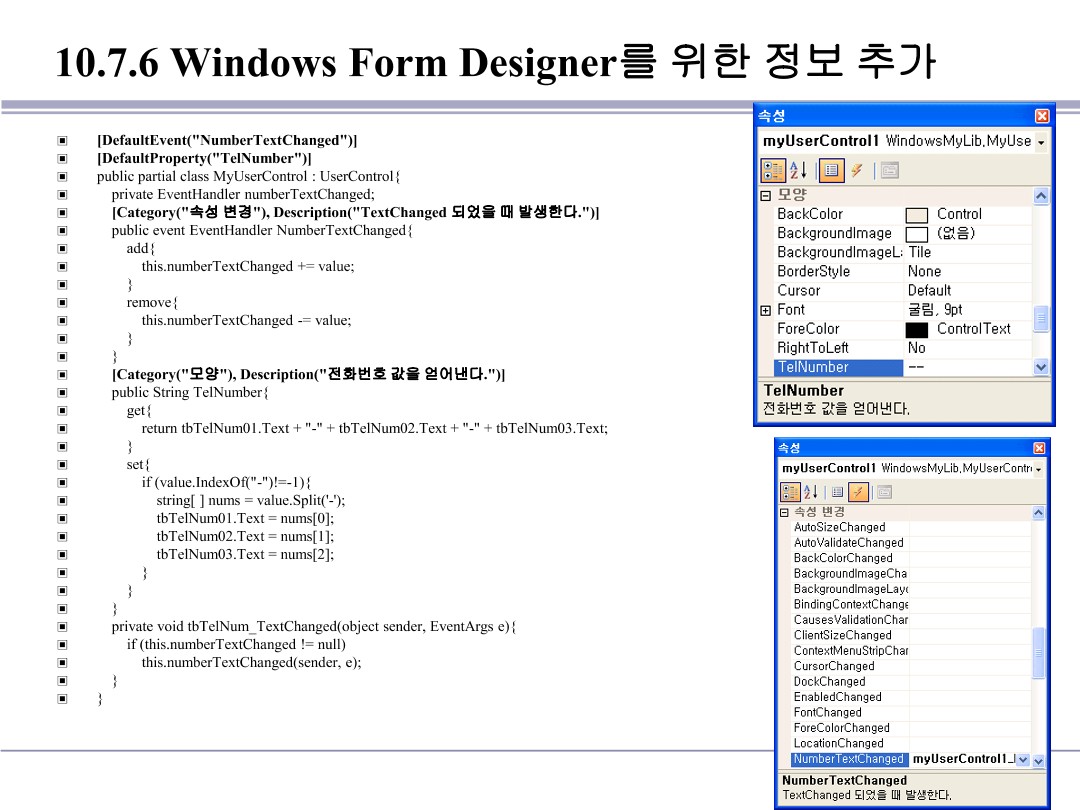 10.7.6 Windows Form Designer를 위한 정보 추가
[DefaultEvent("NumberTextChanged")]
[DefaultProperty("TelNumber")]
public partial class MyUserControl : UserControl{
private EventHandler numberTextChanged;
[Category("속성 변경"), Description("TextChanged 되었을 때 발생한다.")]
public event EventHandler NumberTextChanged{
add{
this.numberTextChanged += value;
}
remove{
this.numberTextChanged -= value;
}
}
[Category("모양"), Description("전화번호 값을 얻어낸다.")]
public String TelNumber{
get{
return tbTelNum01.Text + "-" + tbTelNum02.Text + "-" + tbTelNum03.Text;
}
set{
if (value.IndexOf("-")!=-1){
string[ ] nums = value.Split('-');
tbTelNum01.Text = nums[0];
tbTelNum02.Text = nums[1];
tbTelNum03.Text = nums[2];
}
}
}
private void tbTelNum_TextChanged(object sender, EventArgs e){
if (this.numberTextChanged != null)
this.numberTextChanged(sender, e);
}
}
속성
myUserControl1 WindowsMyLib.MyUse
모양
BackColor Control
BackgroundImage (없음)
BackgroundImageLa Tile
BorderStyle None
Cursor Default
Font 굴림, 9pt
ForeColor ControlText
RightToLeft No
TelNumber --
TelNumber
전화번호 값을 얻어낸다.
속성
myUserControl1 WindowsMyLib.MyUserContro
속성 변경
AutoSizeChanged
AutoValidateChanged
BackColorChanged
BackgroundImageCha
BackgroundImageLayo
BindingContextChange
CausesValidationChan
ClientSizeChanged
ContextMenuStripChan
CursorChanged
DockChanged
EnabledChanged
FontChanged
ForeColorChanged
LocationChanged
NumberTextChanged myUserControl1_
NumberTextChanged
TextChanged 되었을 때 발생한다.